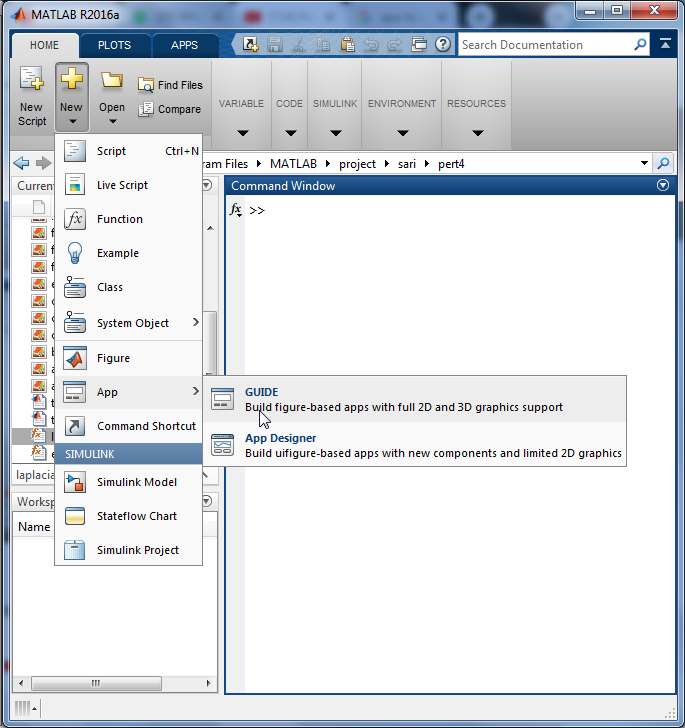 MATLAB R2016a
HOME PLOTS APPS
Search Documentation
New Script
New
Open
Find Files
Compare
VARIABLE CODE SIMULINK ENVIRONMENT RESOURCES
Script Ctrl+N
Live Script
Function
Example
Class
System Object
Figure
App
Command Shortcut
SIMULINK
Simulink Model
Stateflow Chart
Simulink Project
GUIDE
Build figure-based apps with full 2D and 3D graphics support
App Designer
Build uifigure-based apps with new components and limited 2D graphics
ram Files MATLAB project sari pert4
Curren
Command Window
fx >>
laplacia
Worksp
Name